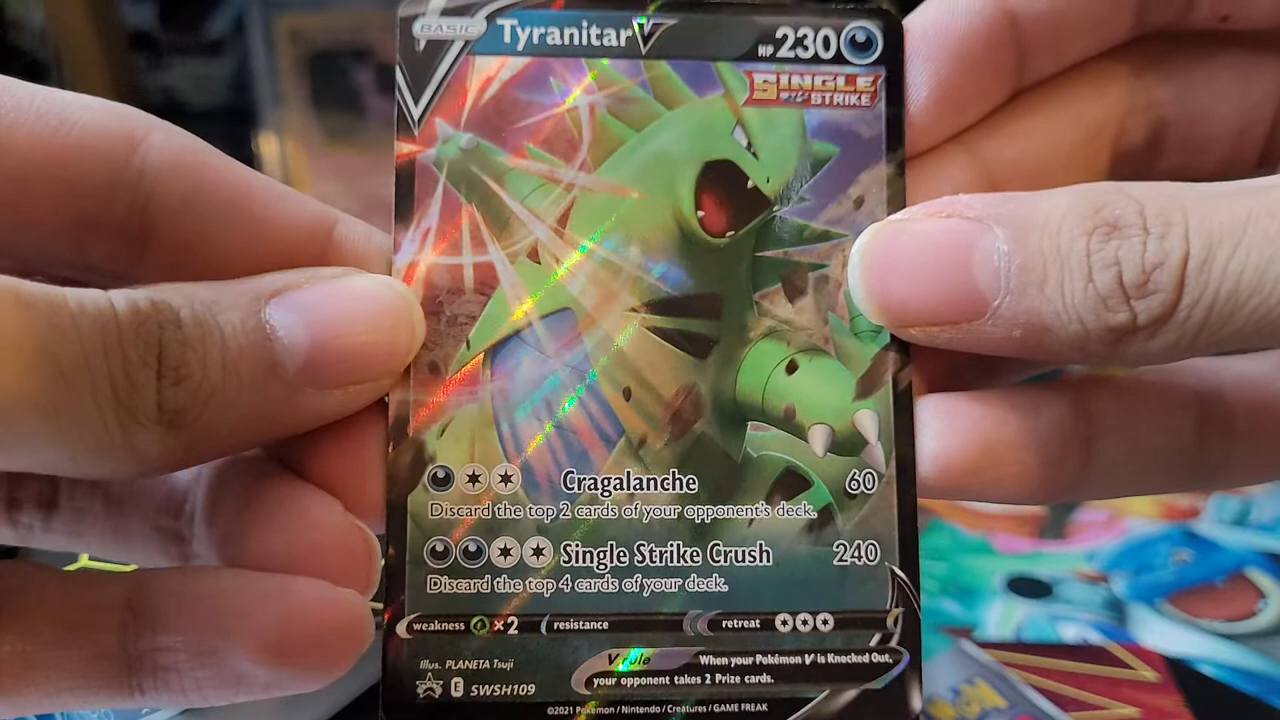 BASIC Tyranitar V HP 230
SINGLE
STRIKE
Cragalanche 60
Discard the top 2 cards of your opponent's deck.
Single Strike Crush 240
Discard the top 4 cards of your deck.
weakness ×2 resistance retreat
Illus. PLANETA Tsuji
V rule When your Pokémon V is Knocked Out,
your opponent takes 2 Prize cards.
E SWSH109
©2021 Pokémon / Nintendo / Creatures / GAME FREAK